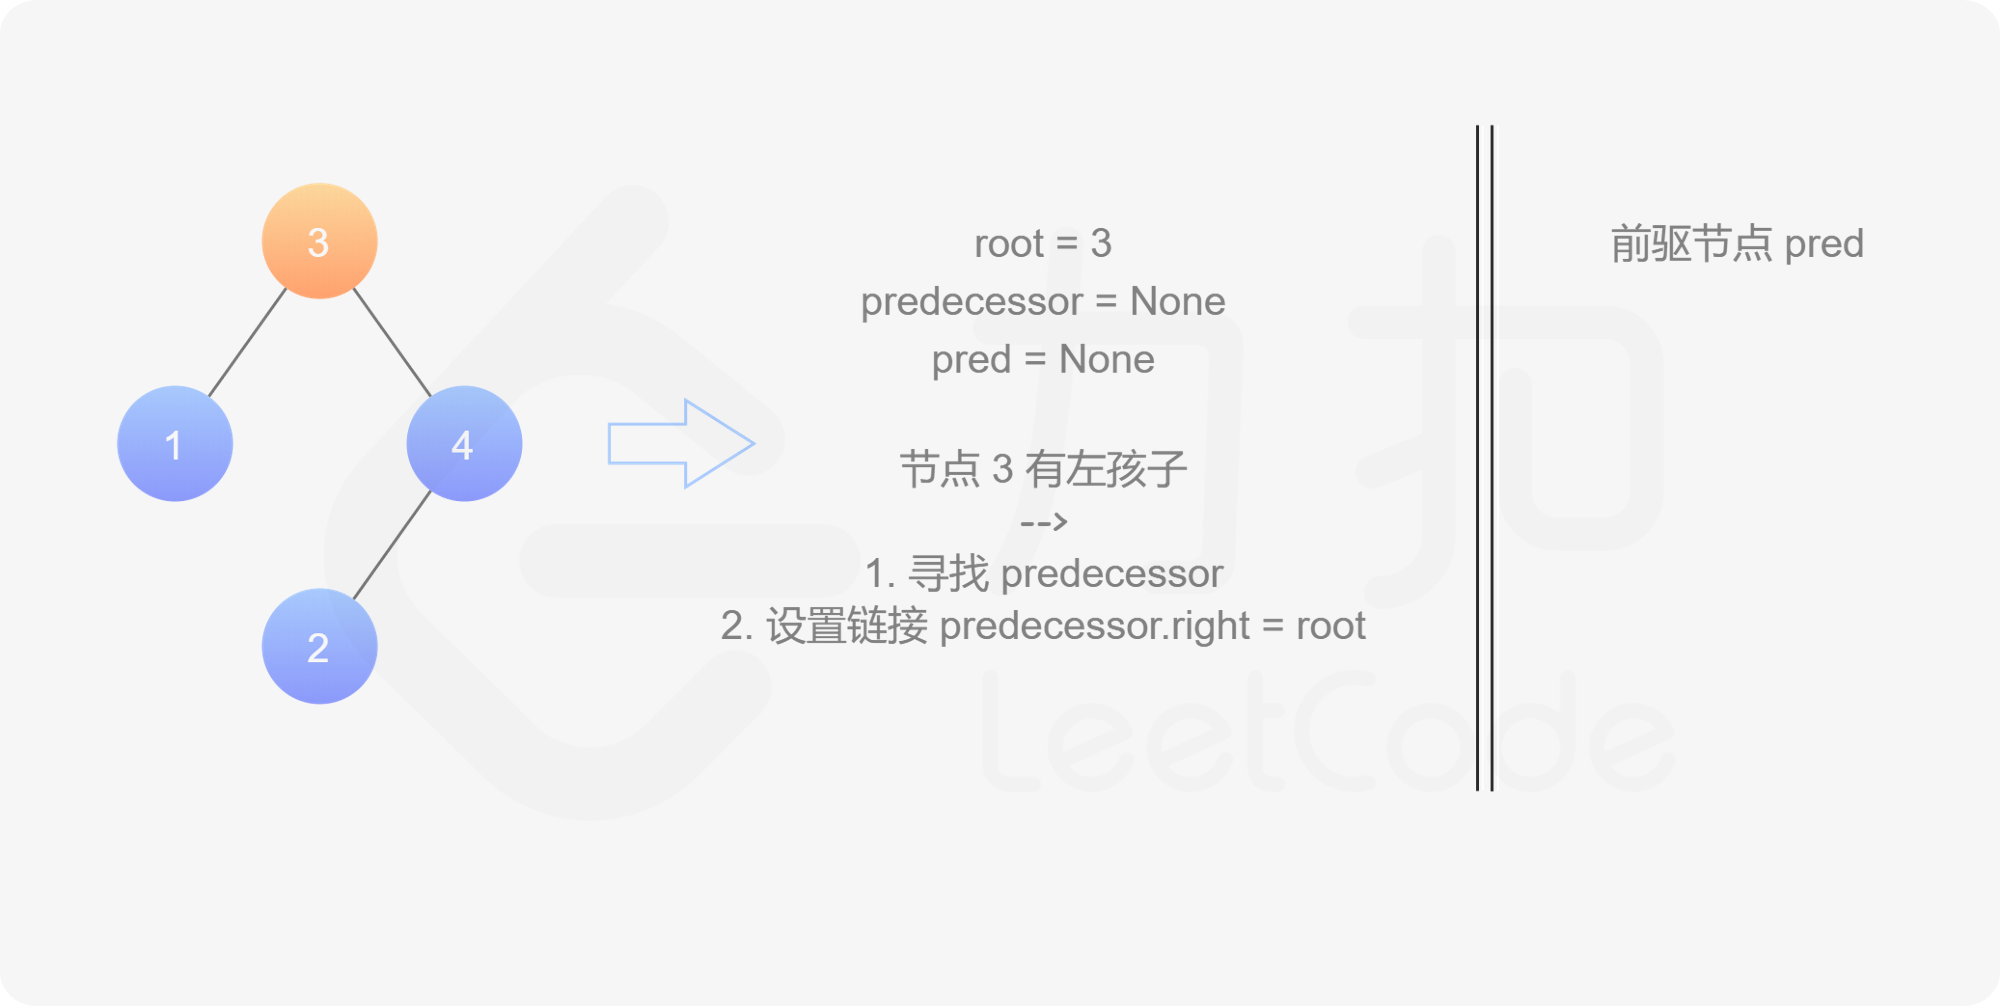 3
1
4
2
root = 3
predecessor = None
pred = None
节点 3 有左孩子
-->
1. 寻找 predecessor
2. 设置链接 predecessor.right = root
前驱节点 pred
力扣
LeetCode